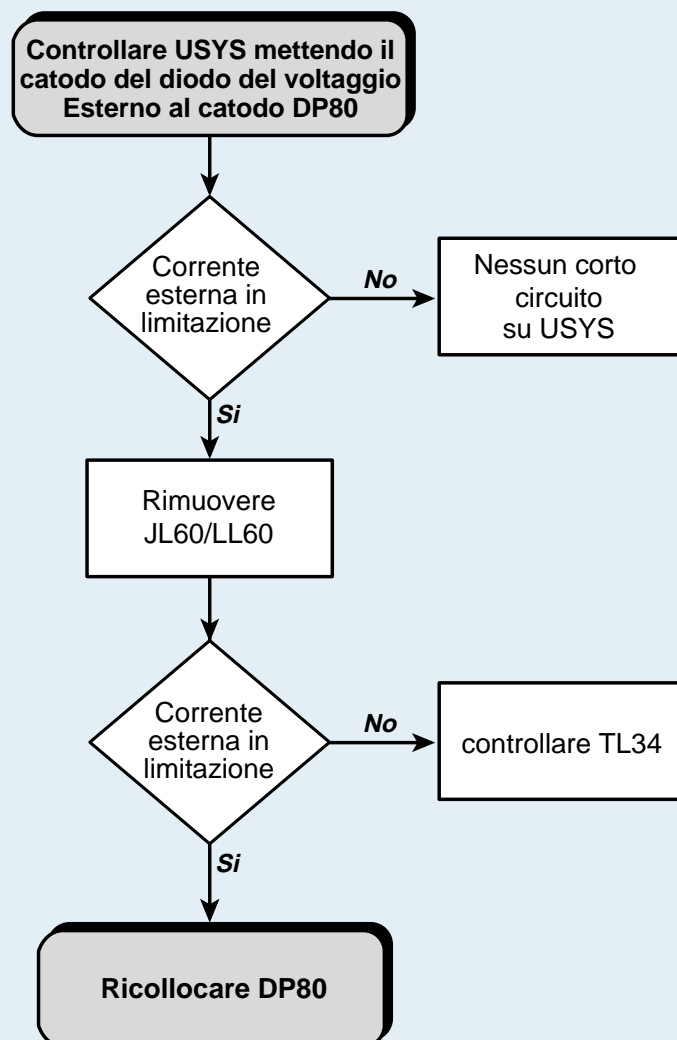 Controllare USYS mettendo il
catodo del diodo del voltaggio
Esterno al catodo DP80
Corrente
esterna in
limitazione
No
Nessun corto
circuito
su USYS
Si
Rimuovere
JL60/LL60
Corrente
esterna in
limitazione
No
controllare TL34
Si
Ricollocare DP80